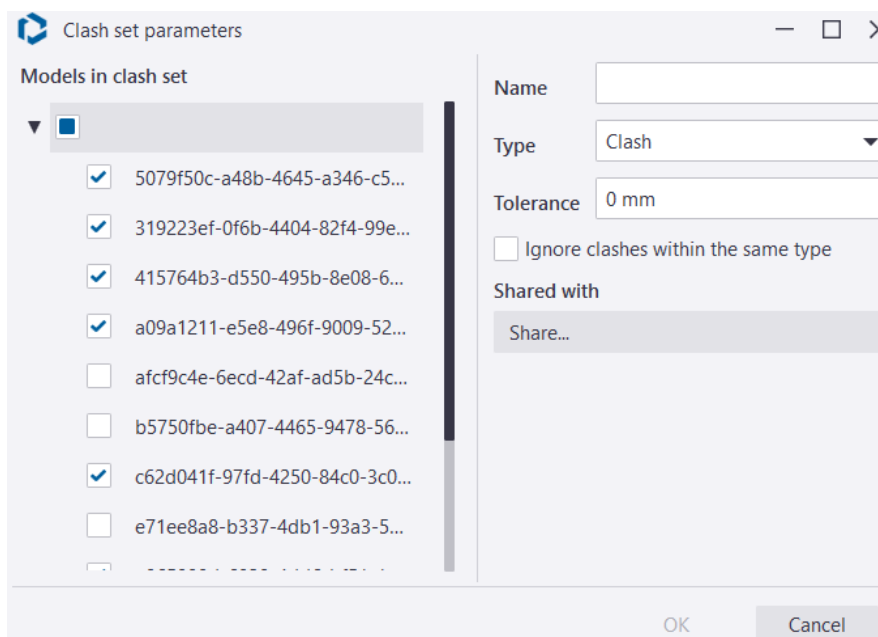 Clash set parameters
Models in clash set
5079f50c-a48b-4645-a346-c5...
319223ef-0f6b-4404-82f4-99e...
415764b3-d550-495b-8e08-6...
a09a1211-e5e8-496f-9009-52...
afcf9c4e-6ecd-42af-ad5b-24c...
b5750fbe-a407-4465-9478-56...
c62d041f-97fd-4250-84c0-3c0...
e71ee8a8-b337-4db1-93a3-5...
Name
Type Clash
Tolerance 0 mm
Ignore clashes within the same type
Shared with
Share...
OK Cancel